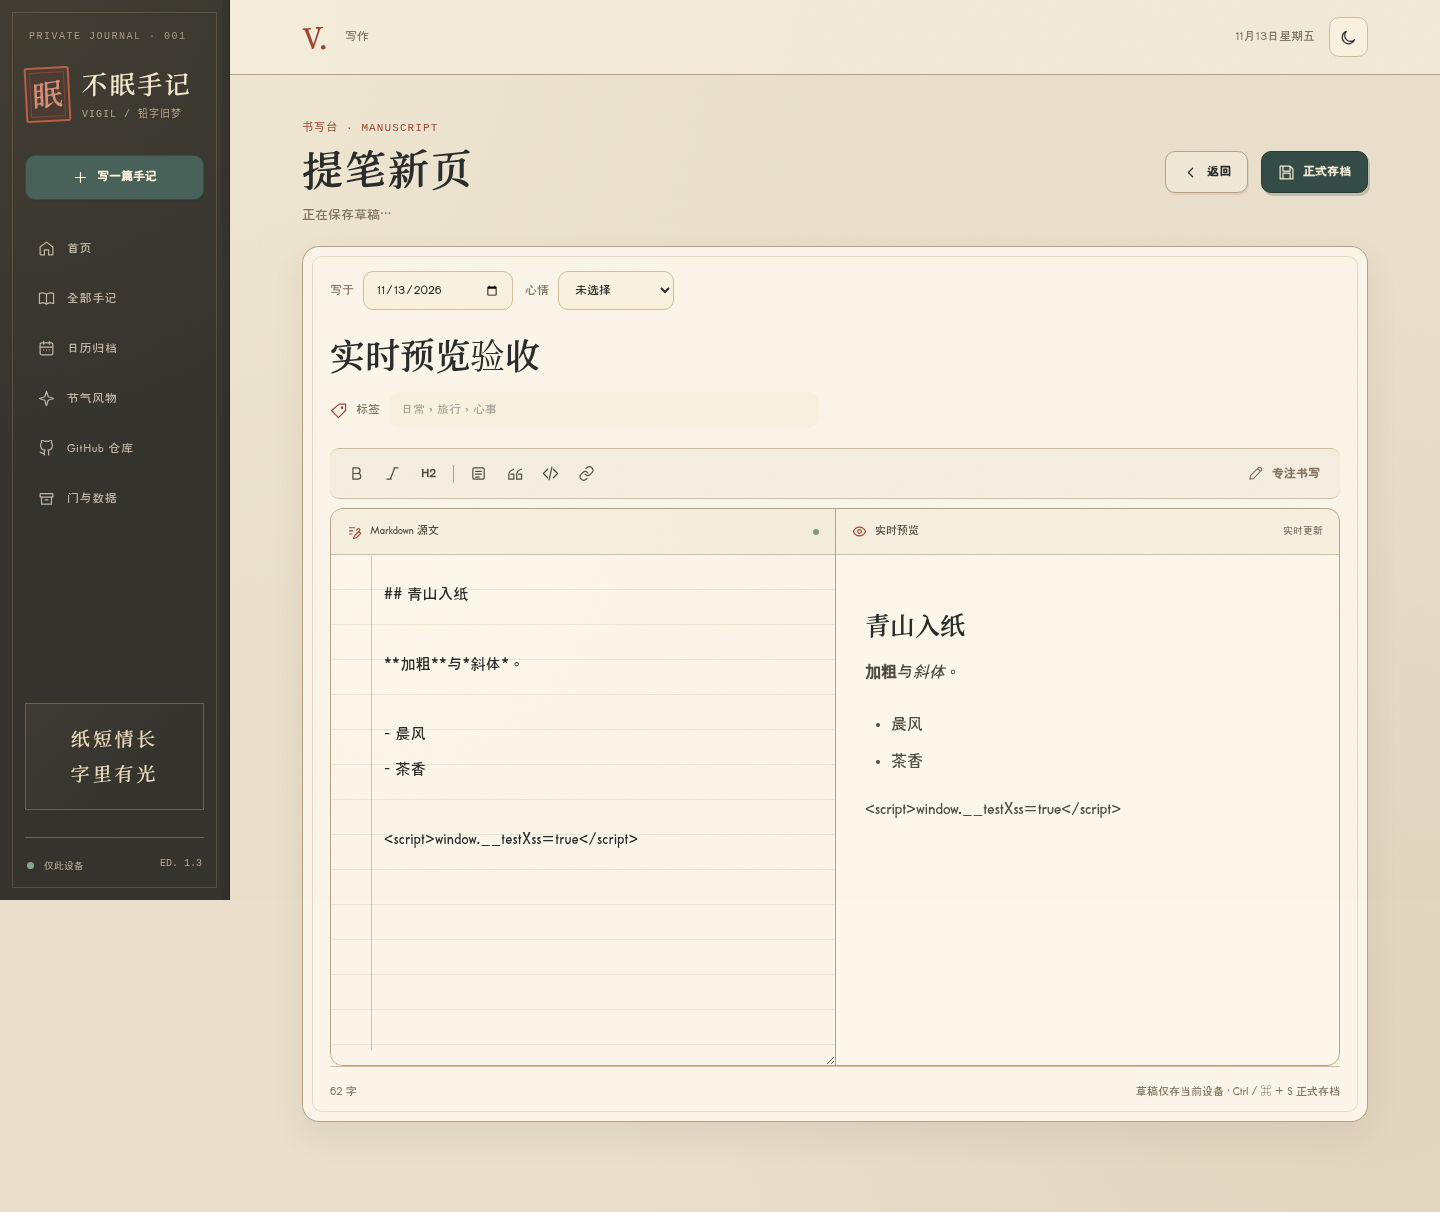 PRIVATE JOURNAL · 001
眠
不眠手记
VIGIL / 铅字旧梦
写一篇手记
首页
全部手记
日历归档
节气风物
GitHub 仓库
门与数据
纸短情长
字里有光
仅此设备
ED. 1.3
V.
写作
11月13日星期五
书写台 · MANUSCRIPT
提笔新页
正在保存草稿…
返回
正式存档
写于
11/13/2026
心情
未选择
实时预览验收
标签
日常，旅行，心事
H2
专注书写
Markdown 源文
## 青山入纸
**加粗**与*斜体*。
- 晨风
- 茶香
<script>window.__testXss=true</script>
实时预览
实时更新
青山入纸
加粗与斜体。
• 晨风
• 茶香
<script>window.__testXss=true</script>
62 字
草稿仅存在当前设备 · Ctrl / ⌘ + S 正式存档